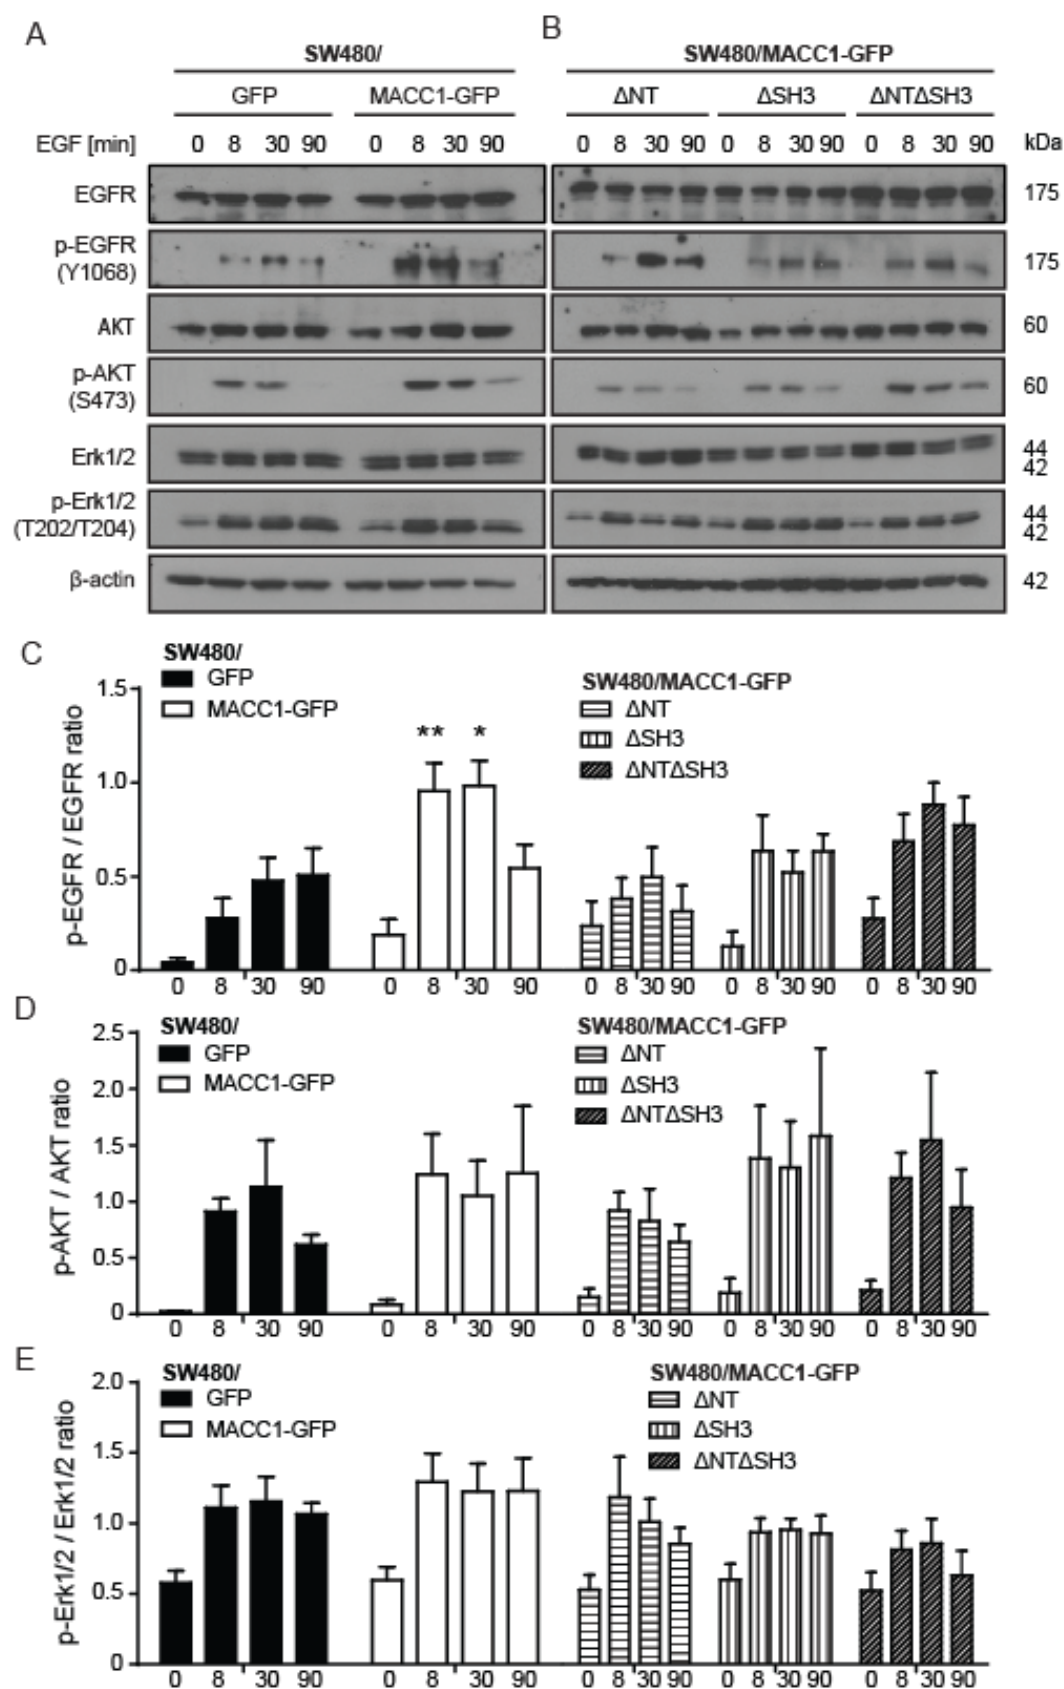 A
B
SW480/
SW480/MACC1-GFP
GFP MACC1-GFP
ΔNT ΔSH3 ΔNTΔSH3
EGF [min] 0 8 30 90 0 8 30 90 0 8 30 90 0 8 30 90 0 8 30 90 kDa
EGFR 175
p-EGFR
(Y1068) 175
AKT 60
p-AKT
(S473) 60
Erk1/2 44
42
p-Erk1/2
(T202/T204) 44
42
β-actin 42
C
SW480/
GFP
MACC1-GFP
SW480/MACC1-GFP
ΔNT
ΔSH3
ΔNTΔSH3
p-EGFR / EGFR ratio
1.5
1.0
0.5
0
** *
0 8 30 90 0 8 30 90 0 8 30 90 0 8 30 90 0 8 30 90
D
SW480/
GFP
MACC1-GFP
SW480/MACC1-GFP
ΔNT
ΔSH3
ΔNTΔSH3
p-AKT / AKT ratio
2.5
2.0
1.5
1.0
0.5
0
0 8 30 90 0 8 30 90 0 8 30 90 0 8 30 90 0 8 30 90
E
SW480/
GFP
MACC1-GFP
SW480/MACC1-GFP
ΔNT
ΔSH3
ΔNTΔSH3
p-Erk1/2 / Erk1/2 ratio
2.0
1.5
1.0
0.5
0
0 8 30 90 0 8 30 90 0 8 30 90 0 8 30 90 0 8 30 90